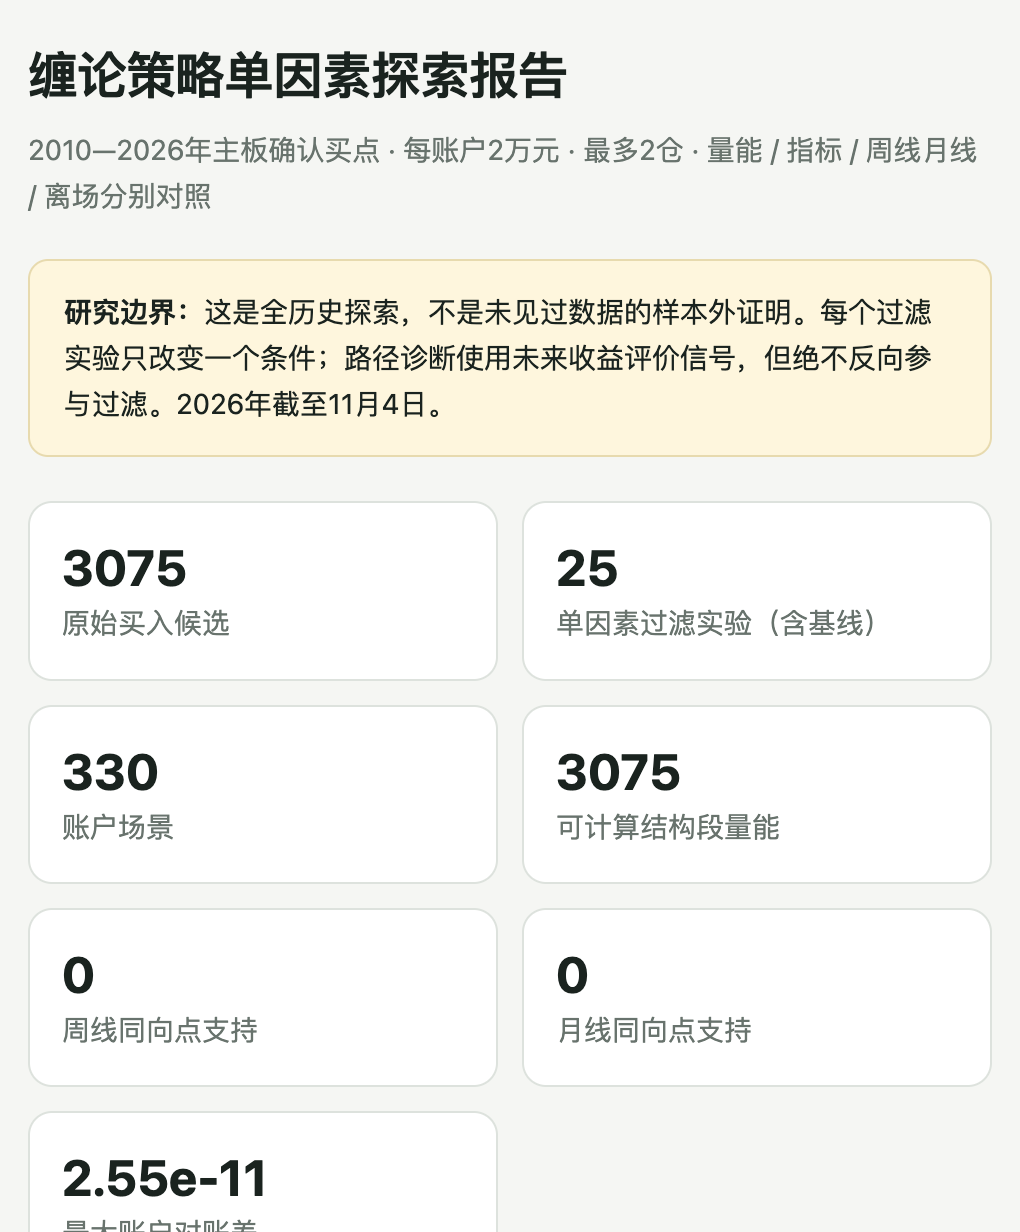 缠论策略单因素探索报告
2010—2026年主板确认买点 · 每账户2万元 · 最多2仓 · 量能 / 指标 / 周线月线
/ 离场分别对照
研究边界：这是全历史探索，不是未见过数据的样本外证明。每个过滤
实验只改变一个条件；路径诊断使用未来收益评价信号，但绝不反向参
与过滤。2026年截至11月4日。
3075
原始买入候选
25
单因素过滤实验（含基线）
330
账户场景
3075
可计算结构段量能
0
周线同向点支持
0
月线同向点支持
2.55e-11
最大账户对账差